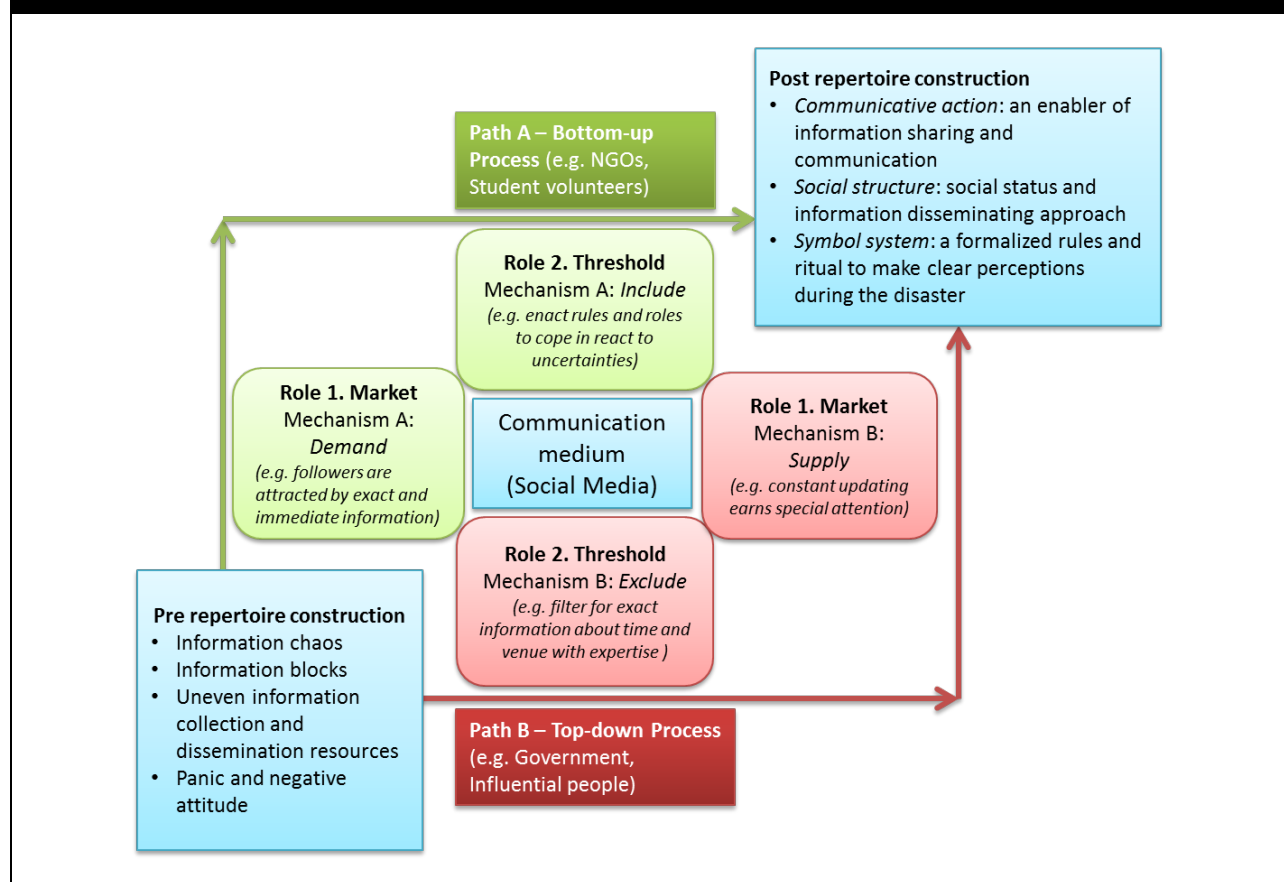 Post repertoire construction
• Communicative action: an enabler of
information sharing and
communication
• Social structure: social status and
information disseminating approach
• Symbol system: a formalized rules and
ritual to make clear perceptions
during the disaster
Path A – Bottom-up
Process (e.g. NGOs,
Student volunteers)
Role 2. Threshold
Mechanism A: Include
(e.g. enact rules and roles
to cope in react to
uncertainties)
Role 1. Market
Mechanism A:
Demand
(e.g. followers are
attracted by exact and
immediate information)
Communication
medium
(Social Media)
Role 1. Market
Mechanism B:
Supply
(e.g. constant updating
earns special attention)
Role 2. Threshold
Mechanism B: Exclude
(e.g. filter for exact
information about time and
venue with expertise )
Pre repertoire construction
• Information chaos
• Information blocks
• Uneven information
collection and
dissemination resources
• Panic and negative
attitude
Path B – Top-down Process
(e.g. Government,
Influential people)